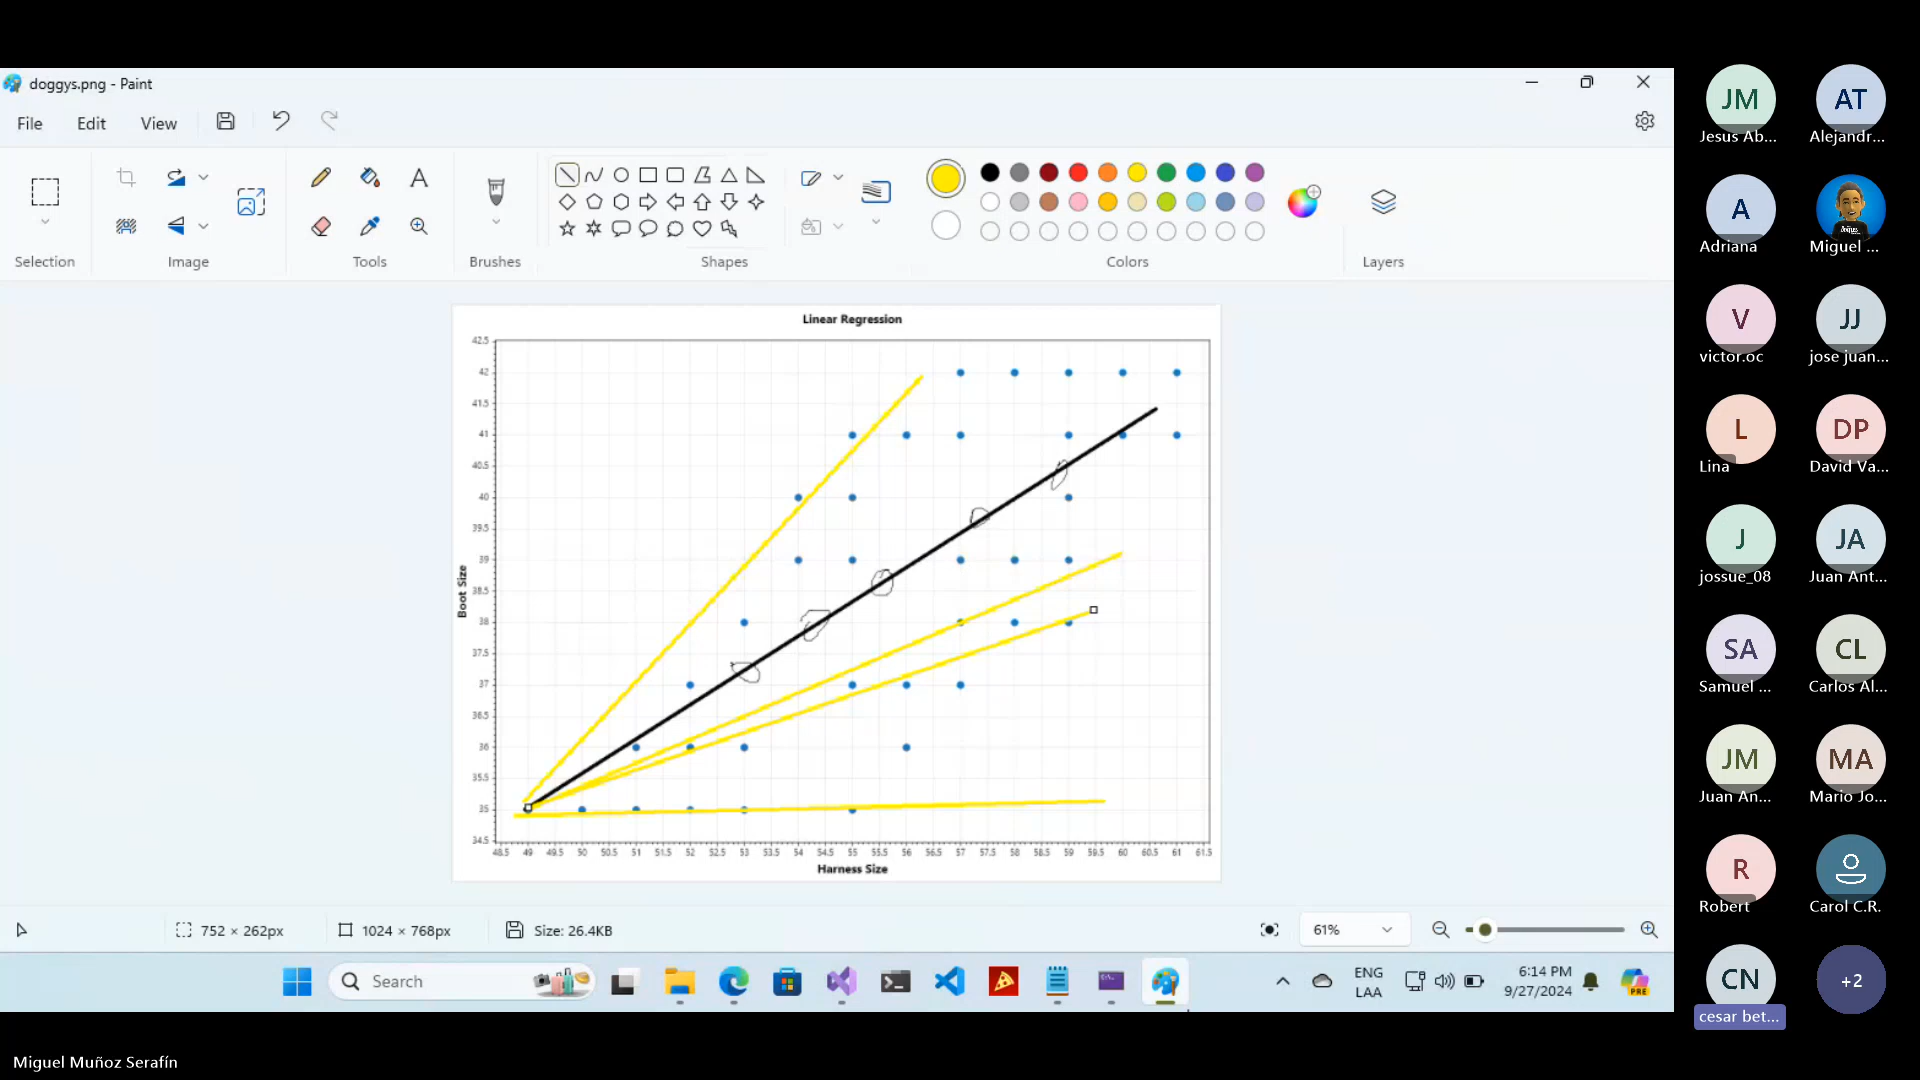 doggys.png - Paint
File Edit View
Selection Image Tools Brushes Shapes Colors Layers
Linear Regression
42.5
42
41.5
41
40.5
40
39.5
39
38.5
38
37.5
37
36.5
36
35.5
35
34.5
Boot Size
48.5 49 49.5 50 50.5 51 51.5 52 52.5 53 53.5 54 54.5 55 55.5 56 56.5 57 57.5 58 58.5 59 59.5 60 60.5 61 61.5
Harness Size
752 × 262px 1024 × 768px Size: 26.4KB 61%
Search
ENG
LAA
6:14 PM
9/27/2024
PRE
JM AT
Jesus Ab... Alejandr...
A
Adriana Miguel ...
V JJ
victor.oc jose juan...
L DP
Lina David Va...
J JA
jossue_08 Juan Ant...
SA CL
Samuel ... Carlos Al...
JM MA
Juan An... Mario Jo...
R
Robert Carol C.R.
CN +2
cesar bet...
Miguel Muñoz Serafín